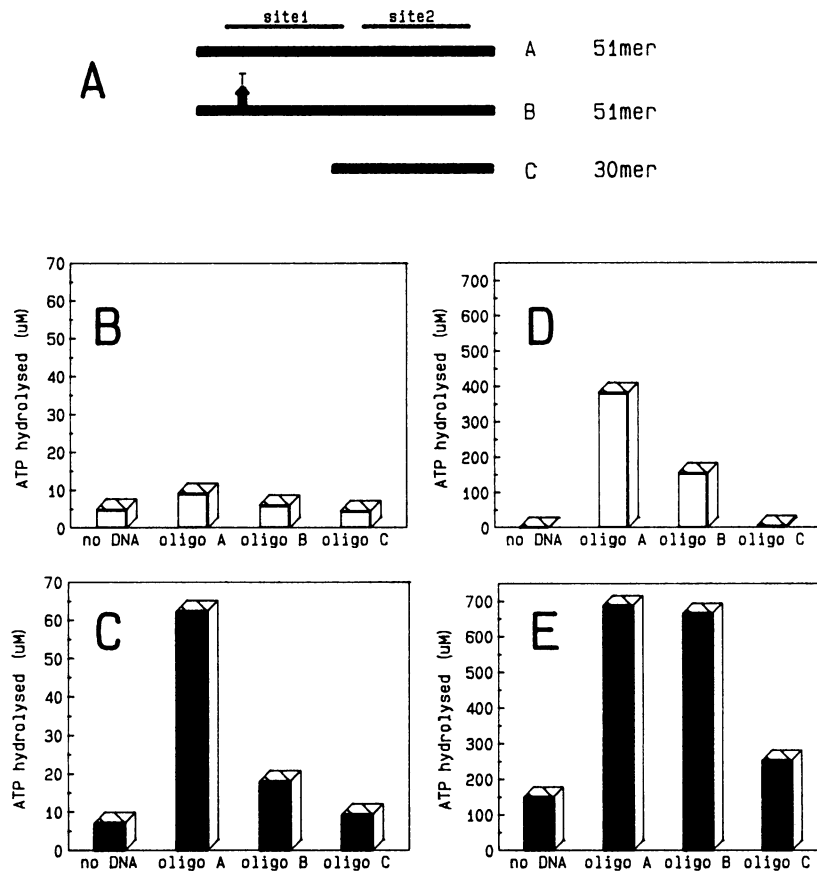 site1 site2
A
A 51mer
T
B 51mer
C 30mer
B
ATP hydrolysed (uM)
70
60
50
40
30
20
10
0
no DNA oligo A oligo B oligo C
D
ATP hydrolysed (uM)
700
600
500
400
300
200
100
0
no DNA oligo A oligo B oligo C
C
ATP hydrolysed (uM)
70
60
50
40
30
20
10
0
no DNA oligo A oligo B oligo C
E
ATP hydrolysed (uM)
700
600
500
400
300
200
100
0
no DNA oligo A oligo B oligo C